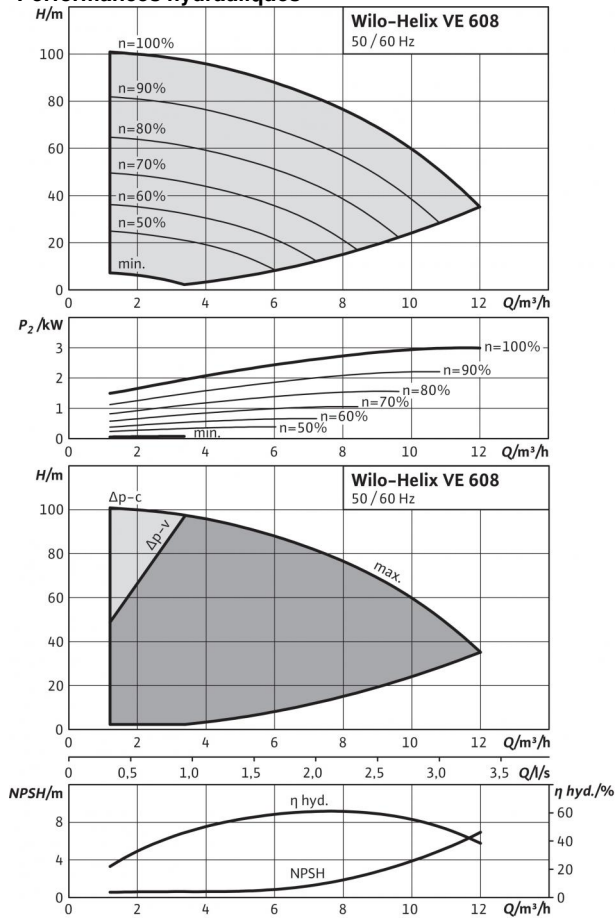 Performances hydrauliques
H/m
Wilo-Helix VE 608
50 / 60 Hz
n=100%
100
n=90%
80
n=80%
60
n=70%
40
n=60%
n=50%
20
min.
0
0 2 4 6 8 10 12 Q/m³/h
P₂ /kW
3
n=100%
n=90%
2
n=80%
n=70%
1
n=60%
n=50%
min.
0
0 2 4 6 8 10 12 Q/m³/h
H/m
Wilo-Helix VE 608
50 / 60 Hz
Δp-c
100
Δp-v
max.
80
60
40
20
0
0 2 4 6 8 10 12 Q/m³/h
0 0,5 1,0 1,5 2,0 2,5 3,0 3,5 Q/l/s
NPSH/m
η hyd./%
η hyd.
8
60
40
4
NPSH
20
0
0
0 2 4 6 8 10 12 Q/m³/h